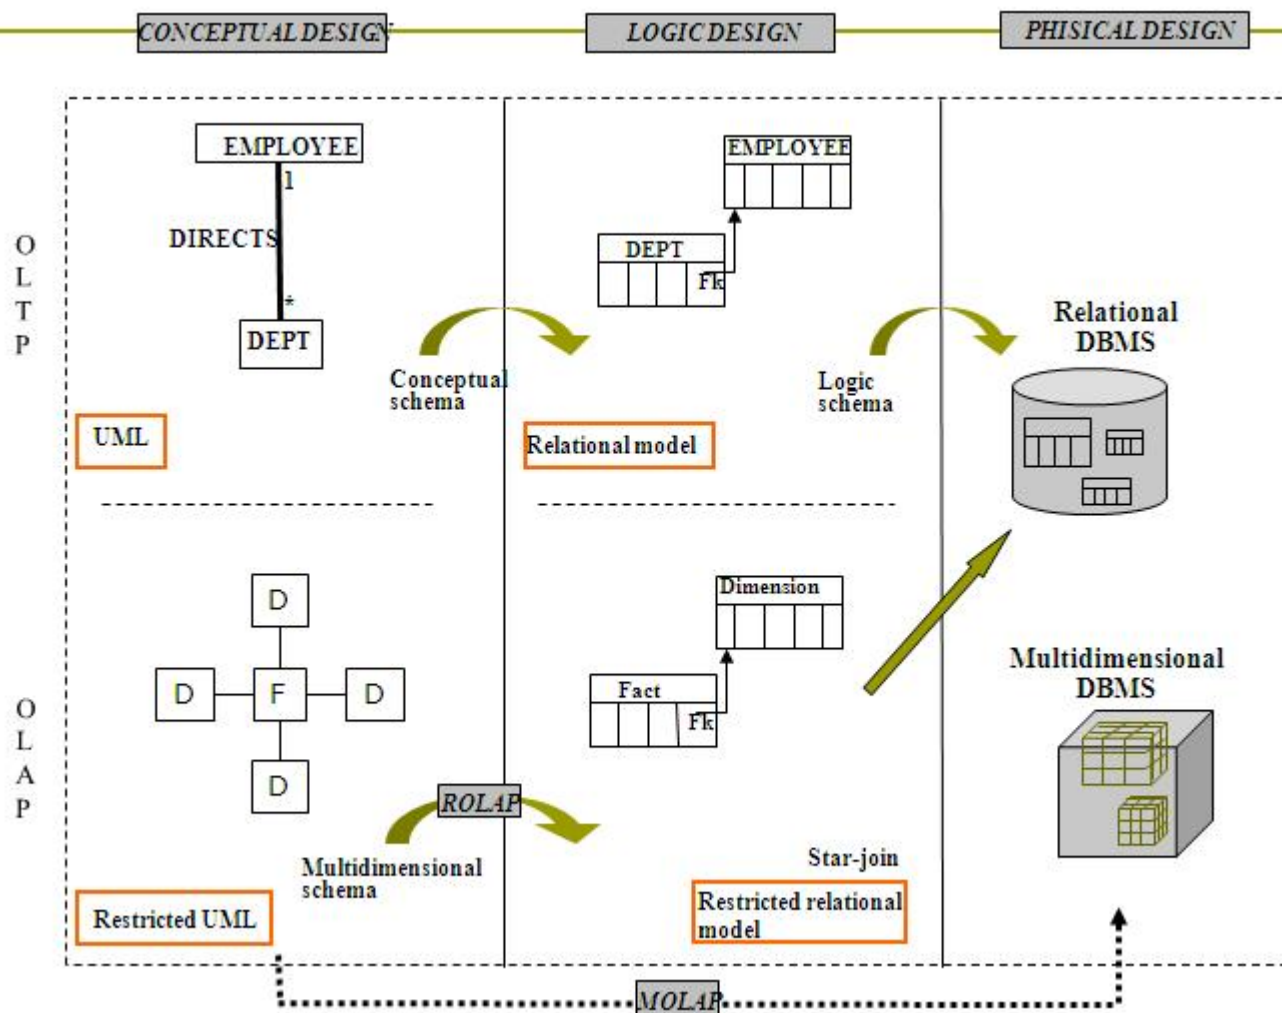 CONCEPTUAL DESIGN
LOGIC DESIGN
PHISICAL DESIGN
OLTP
EMPLOYEE
1
DIRECTS
*
DEPT
UML
Conceptual
schema
EMPLOYEE
DEPT
Fk
Relational model
Logic
schema
Relational
DBMS
OLAP
D
D
F
D
D
Restricted UML
Multidimensional
schema
ROLAP
Dimension
Fact
Fk
Star-join
Restricted relational
model
Multidimensional
DBMS
MOLAP